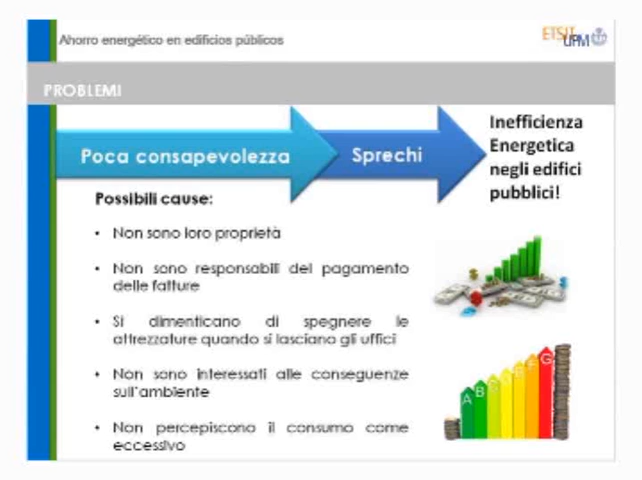 Ahorro energético en edificios públicos
ETSIT
UPM
PROBLEMI
Poca consapevolezza
Sprechi
Inefficienza
Energetica
negli edifici
pubblici!
Possibili cause:
• Non sono loro proprietà
• Non sono responsabili del pagamento
delle fatture
• Si dimenticano di spegnere le
attrezzature quando si lasciano gli uffici
• Non sono interessati alle conseguenze
sull'ambiente
• Non percepiscono il consumo come
eccessivo
A B C D E F G